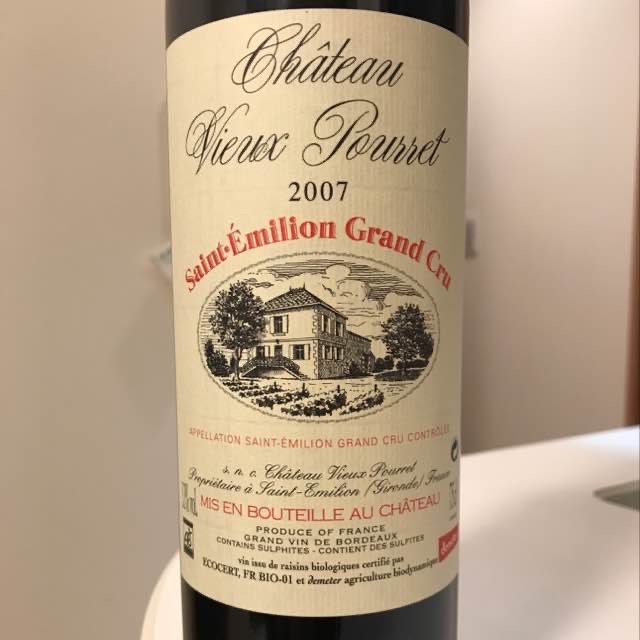 Château
Vieux Pourret
2007
Saint-Émilion Grand Cru
APPELLATION SAINT-ÉMILION GRAND CRU CONTRÔLÉE
s. n. c. Château Vieux Pourret
Propriétaire à Saint-Emilion (Gironde) France
MIS EN BOUTEILLE AU CHÂTEAU
PRODUCE OF FRANCE
GRAND VIN DE BORDEAUX
CONTAINS SULPHITES - CONTIENT DES SULFITES
vin issu de raisins biologiques certifié par
ECOCERT, FR BIO-01 et demeter agriculture biodynamique